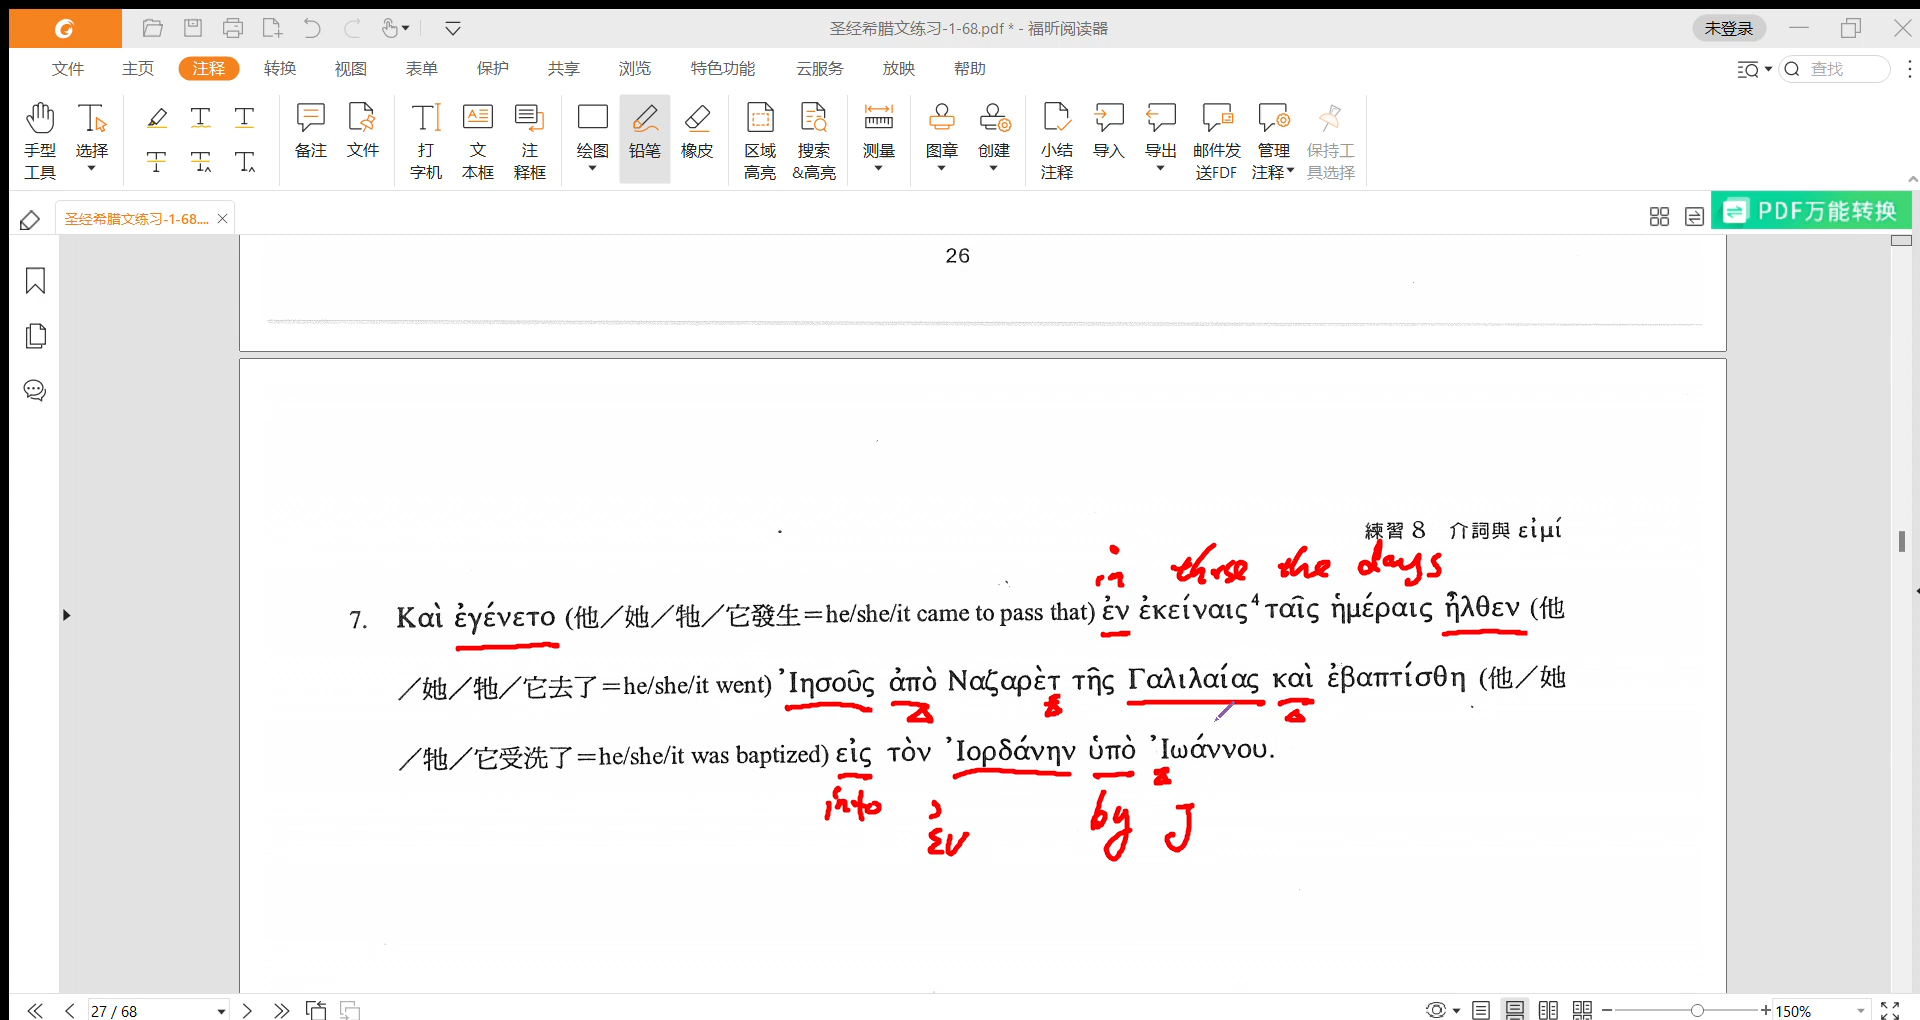 圣经希腊文练习-1-68.pdf * - 福昕阅读器
未登录
文件 主页 注释 转换 视图 表单 保护 共享 浏览 特色功能 云服务 放映 帮助
查找
手型工具 选择 备注 文件 打字机 文本框 注释框 绘图 铅笔 橡皮 区域高亮 搜索&高亮 测量 图章 创建 小结注释 导入 导出 邮件发送FDF 管理注释 保持工具选择
圣经希腊文练习-1-68....
PDF万能转换
26
練習 8 介詞與 εἰμί
in those the days
7. Καὶ ἐγένετο (他／她／牠／它發生＝he/she/it came to pass that) ἐν ἐκείναις⁴ ταῖς ἡμέραις ἦλθεν (他
／她／牠／它去了＝he/she/it went) Ἰησοῦς ἀπὸ Ναζαρὲτ τῆς Γαλιλαίας καὶ ἐβαπτίσθη (他／她
／牠／它受洗了＝he/she/it was baptized) εἰς τὸν Ἰορδάνην ὑπὸ Ἰωάννου.
into ἐν by J
27 / 68
150%